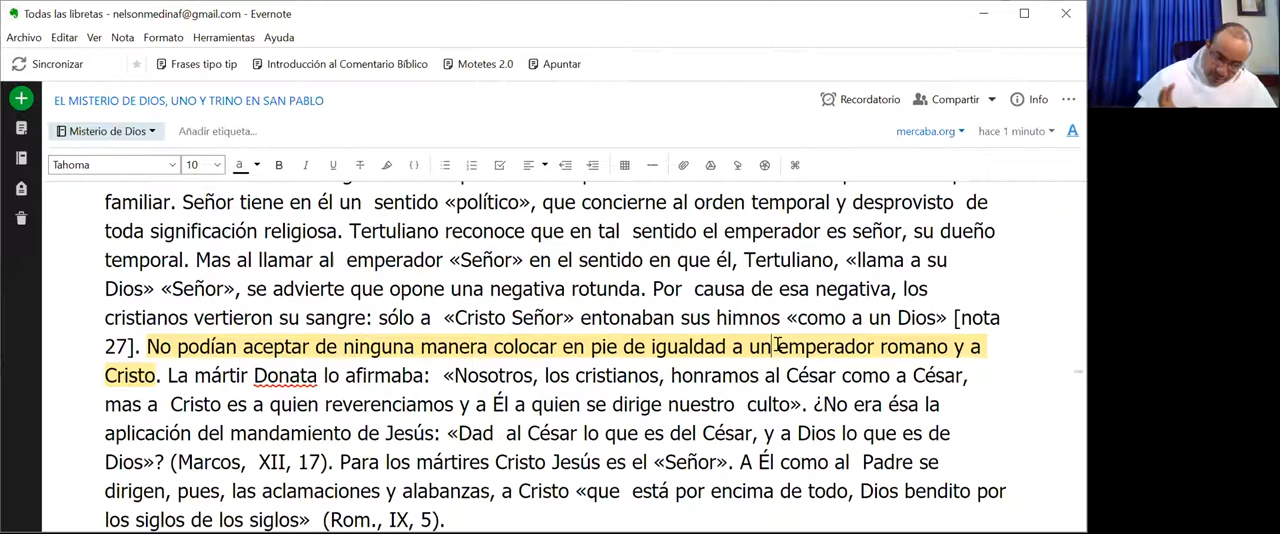 Todas las libretas - nelsonmedinaf@gmail.com - Evernote
Archivo Editar Ver Nota Formato Herramientas Ayuda
Sincronizar Frases tipo tip Introducción al Comentario Bíblico Motetes 2.0 Apuntar
EL MISTERIO DE DIOS, UNO Y TRINO EN SAN PABLO Recordatorio Compartir Info
Misterio de Dios Añadir etiqueta... mercaba.org hace 1 minuto A
Tahoma 10 a B I U T
familiar. Señor tiene en él un sentido «político», que concierne al orden temporal y desprovisto de
toda significación religiosa. Tertuliano reconoce que en tal sentido el emperador es señor, su dueño
temporal. Mas al llamar al emperador «Señor» en el sentido en que él, Tertuliano, «llama a su
Dios» «Señor», se advierte que opone una negativa rotunda. Por causa de esa negativa, los
cristianos vertieron su sangre: sólo a «Cristo Señor» entonaban sus himnos «como a un Dios» [nota
27]. No podían aceptar de ninguna manera colocar en pie de igualdad a un emperador romano y a
Cristo. La mártir Donata lo afirmaba: «Nosotros, los cristianos, honramos al César como a César,
mas a Cristo es a quien reverenciamos y a Él a quien se dirige nuestro culto». ¿No era ésa la
aplicación del mandamiento de Jesús: «Dad al César lo que es del César, y a Dios lo que es de
Dios»? (Marcos, XII, 17). Para los mártires Cristo Jesús es el «Señor». A Él como al Padre se
dirigen, pues, las aclamaciones y alabanzas, a Cristo «que está por encima de todo, Dios bendito por
los siglos de los siglos» (Rom., IX, 5).